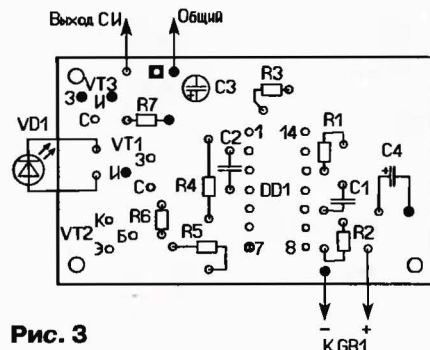 Выход СИ
Общий
VT3
З
И
С
C3
R3
VD1
R7
VT1
З
И
С
C2
1
14
R1
C4
+
R4
DD1
C1
VT2
К
Б
Э
R6
R5
7
8
R2
−
+
К GB1
Рис. 3